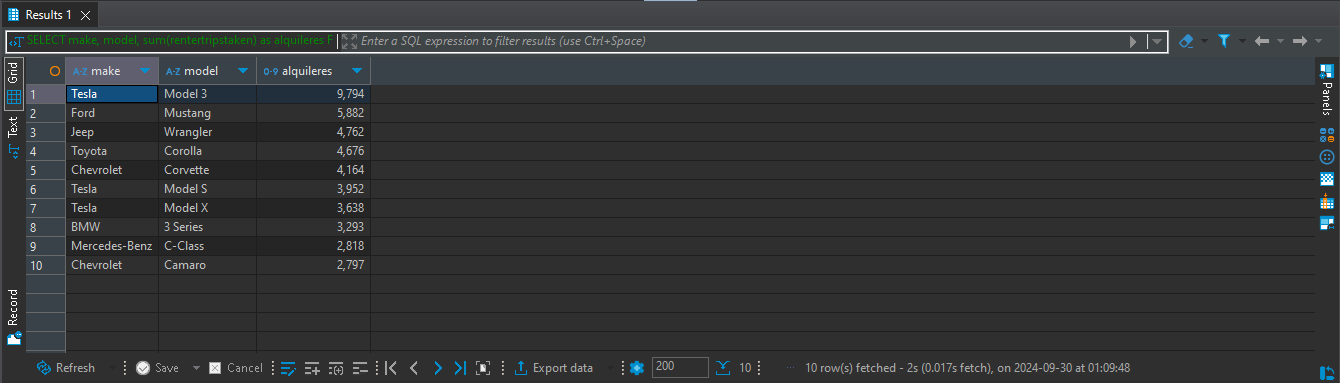 Results 1
SELECT make, model, sum(rentertripstaken) as alquileres F
Enter a SQL expression to filter results (use Ctrl+Space)
Grid
Text
Record
A-Z make A-Z model 0-9 alquileres
1 Tesla Model 3 9,794
2 Ford Mustang 5,882
3 Jeep Wrangler 4,762
4 Toyota Corolla 4,676
5 Chevrolet Corvette 4,164
6 Tesla Model S 3,952
7 Tesla Model X 3,638
8 BMW 3 Series 3,293
9 Mercedes-Benz C-Class 2,818
10 Chevrolet Camaro 2,797
Panels
Refresh Save Cancel Export data 200 10 10 row(s) fetched - 2s (0.017s fetch), on 2024-09-30 at 01:09:48